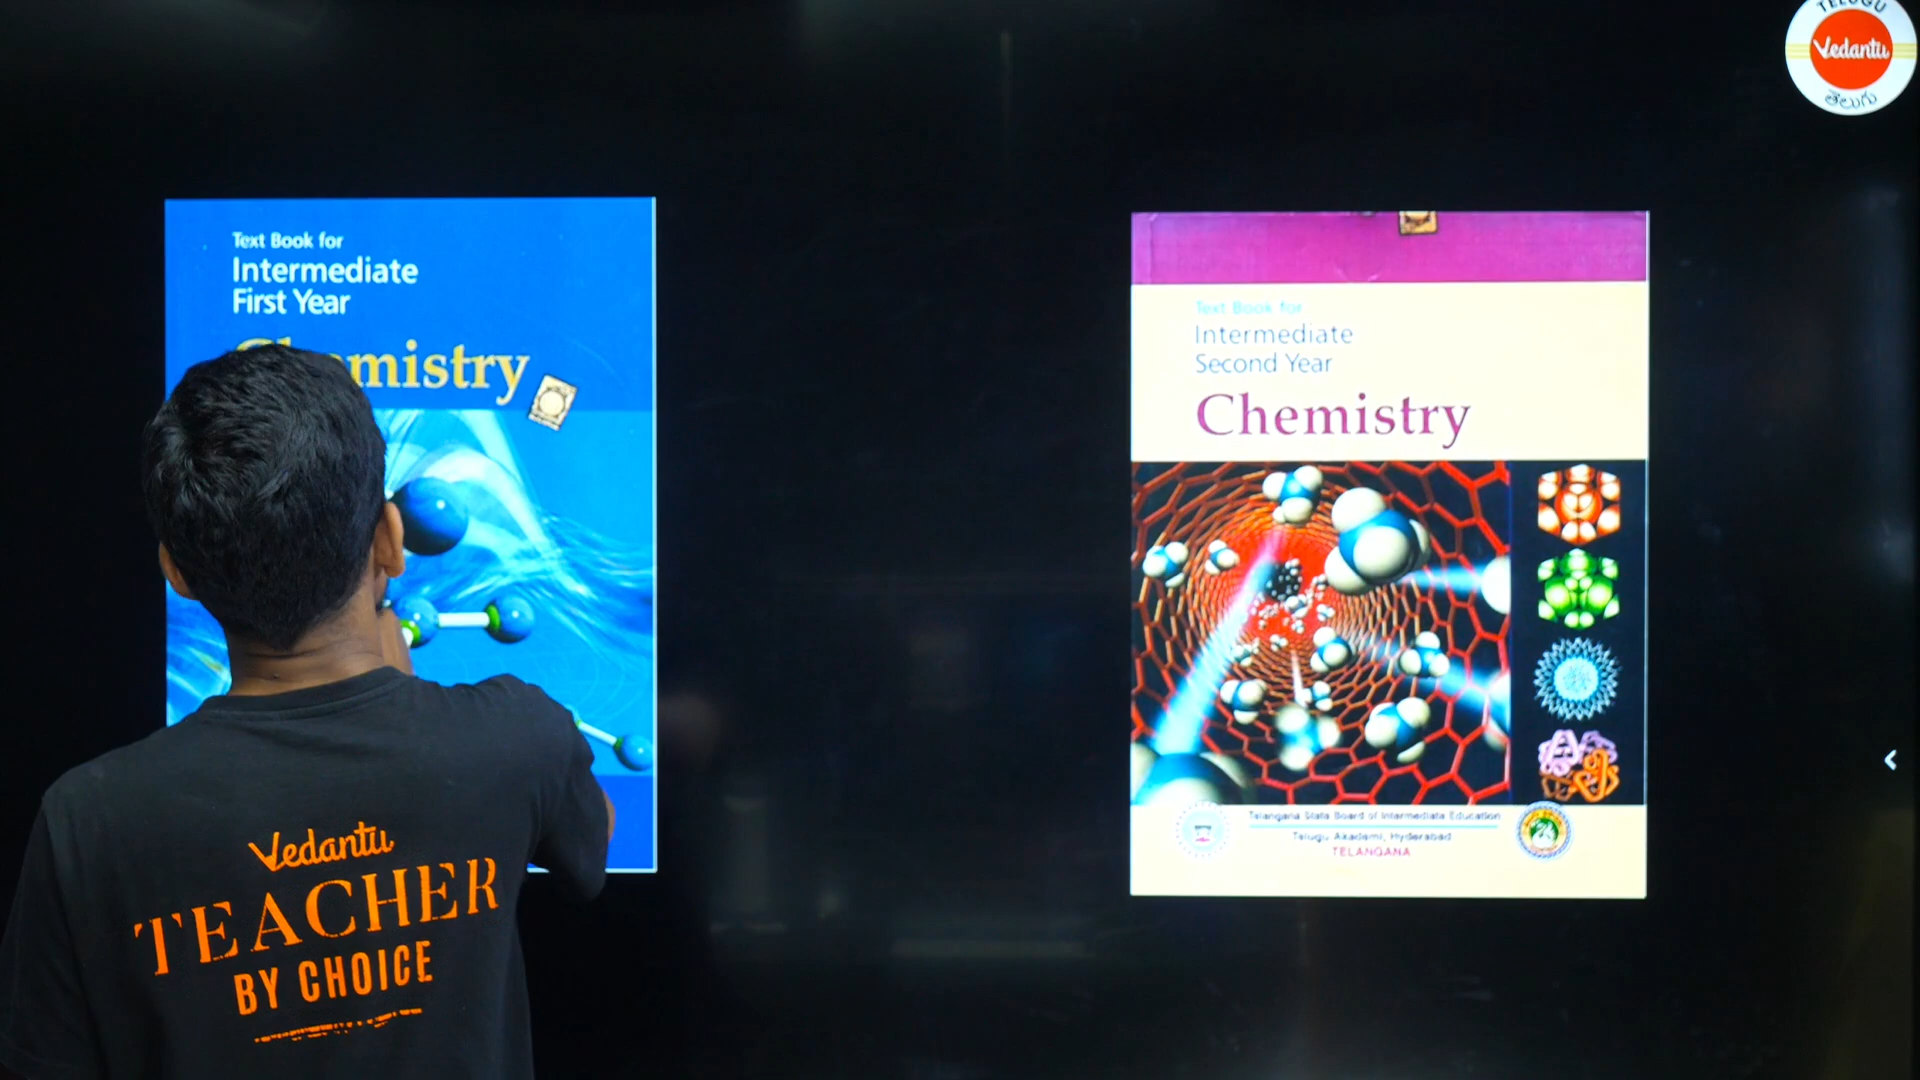 TELUGU
Vedantu
తెలుగు
Text Book for
Intermediate
First Year
mistry
Text Book for
Intermediate
Second Year
Chemistry
Telangana State Board of Intermediate Education
Telugu Akademi, Hyderabad
TELANGANA
Vedantu
TEACHER
BY CHOICE